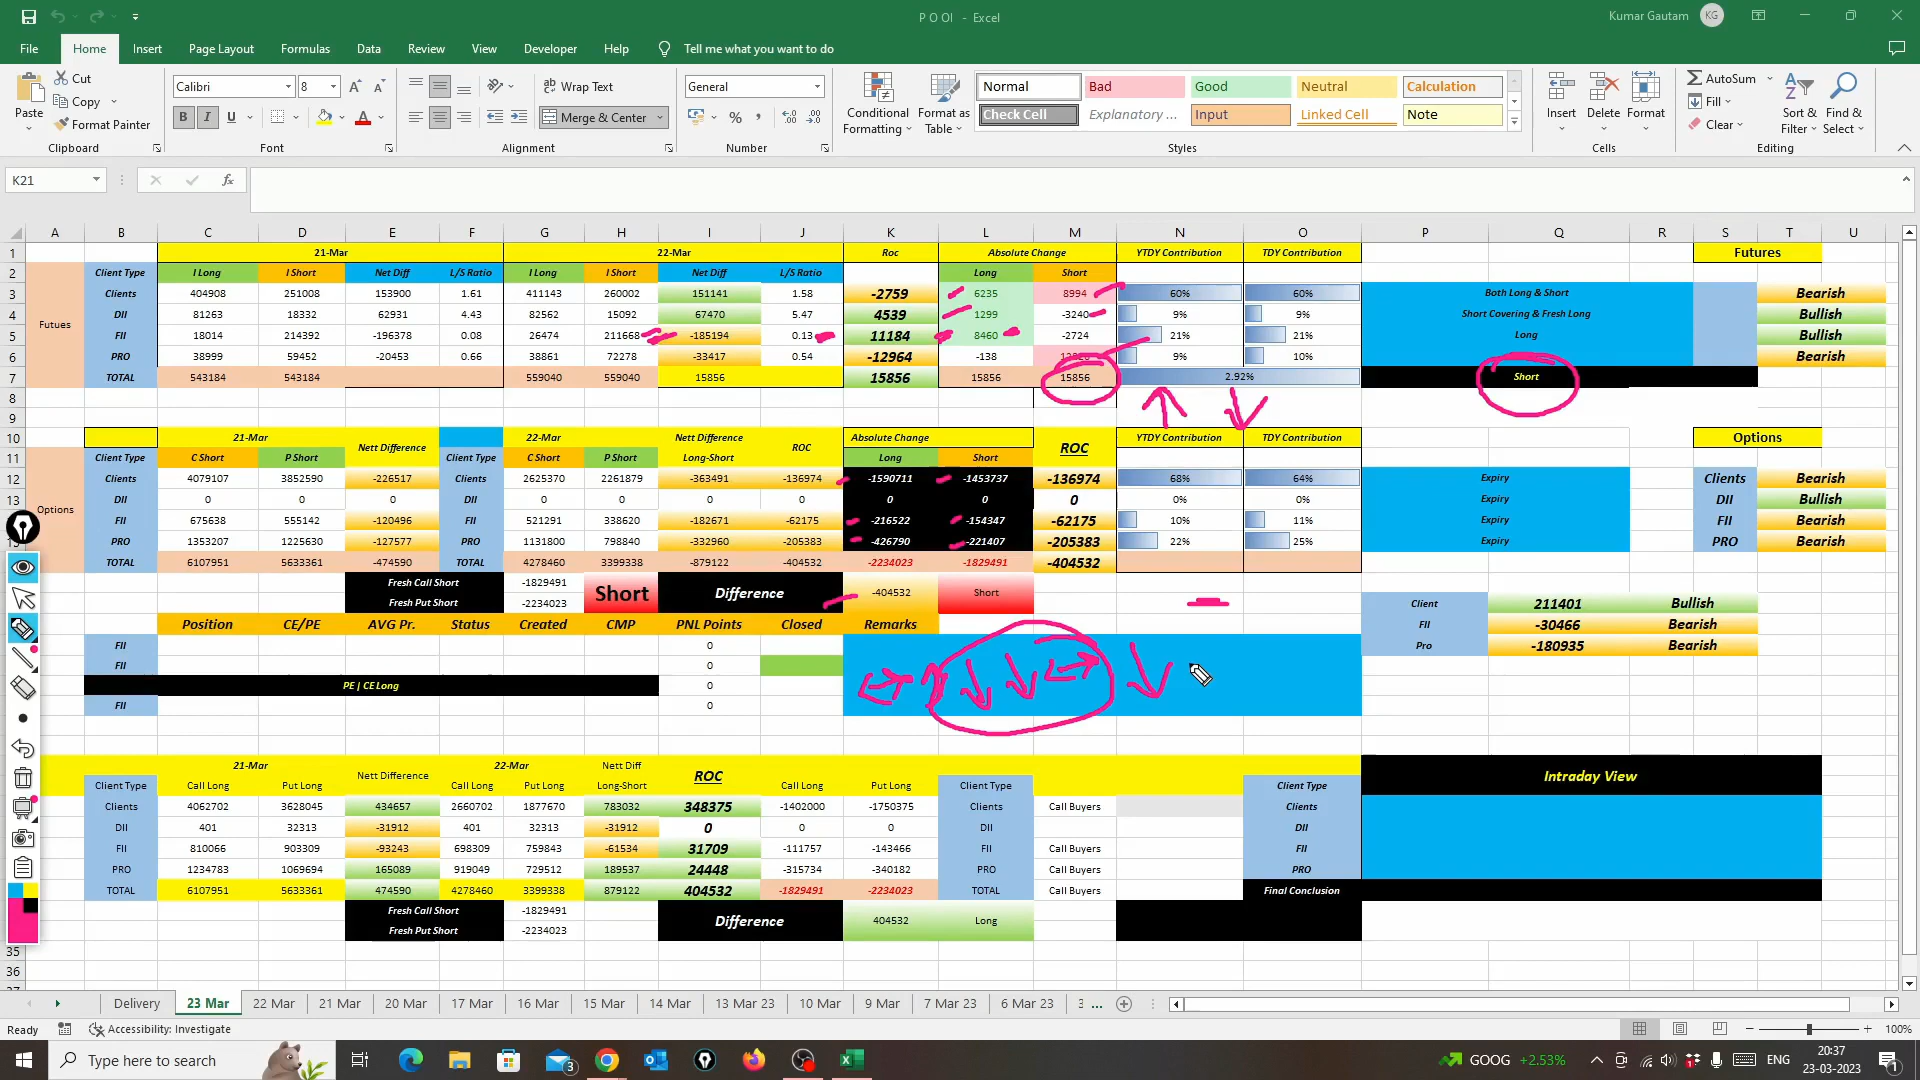 P O OI - Excel
Kumar Gautam KG
File Home Insert Page Layout Formulas Data Review View Developer Help Tell me what you want to do
Paste Cut Copy Format Painter Clipboard
Calibri 8 B I U A A Font
Wrap Text Merge & Center Alignment
General % Number
Conditional Formatting Format as Table
Normal Bad Good Neutral Calculation
Check Cell Explanatory ... Input Linked Cell Note
Styles
Insert Delete Format Cells
AutoSum Fill Clear Sort & Filter Find & Select Editing
K21 fx
A B C D E F G H I J K L M N O P Q R S T U
1 21-Mar 22-Mar Roc Absolute Change YTDY Contribution TDY Contribution Futures
2 Client Type I Long I Short Net Diff L/S Ratio I Long I Short Net Diff L/S Ratio Long Short
3 Clients 404908 251008 153900 1.61 411143 260002 151141 1.58 -2759 6235 8994 60% 60% Both Long & Short Bearish
4 DII 81263 18332 62931 4.43 82562 15092 67470 5.47 4539 1299 -3240 9% 9% Short Covering & Fresh Long Bullish
5 Futues FII 18014 214392 -196378 0.08 26474 211668 -185194 0.13 11184 8460 -2724 21% 21% Long Bullish
6 PRO 38999 59452 -20453 0.66 38861 72278 -33417 0.54 -12964 -138 9% 10% Bearish
7 TOTAL 543184 543184 559040 559040 15856 15856 15856 15856 2.92% Short
8
9
10 21-Mar Nett Difference 22-Mar Nett Difference ROC Absolute Change ROC YTDY Contribution TDY Contribution Options
11 Client Type C Short P Short Client Type C Short P Short Long-Short Long Short
12 Clients 4079107 3852590 -226517 Clients 2625370 2261879 -363491 -136974 -1590711 -1453737 -136974 68% 64% Expiry Clients Bearish
13 DII 0 0 0 DII 0 0 0 0 0 0 0 0% 0% Expiry DII Bullish
Options FII 675638 555142 -120496 FII 521291 338620 -182671 -62175 -216522 -154347 -62175 10% 11% Expiry FII Bearish
PRO 1353207 1225630 -127577 PRO 1131800 798840 -332960 -205383 -426790 -221407 -205383 22% 25% Expiry PRO Bearish
TOTAL 6107951 5633361 -474590 TOTAL 4278460 3399338 -879122 -404532 -2234023 -1829491 -404532
Fresh Call Short -1829491 Short Difference -404532 Short
Fresh Put Short -2234023 Client 211401 Bullish
Position CE/PE AVG Pr. Status Created CMP PNL Points Closed Remarks FII -30466 Bearish
FII 0 Pro -180935 Bearish
FII 0
PE | CE Long 0
FII 0
21-Mar Nett Difference 22-Mar Nett Diff ROC Call Long Put Long Client Type Client Type Intraday View
Client Type Call Long Put Long Call Long Put Long Long-Short
Clients 4062702 3628045 434657 2660702 1877670 783032 348375 -1402000 -1750375 Clients Call Buyers Clients
DII 401 32313 -31912 401 32313 -31912 0 0 0 DII DII
FII 810066 903309 -93243 698309 759843 -61534 31709 -111757 -143466 FII Call Buyers FII
PRO 1234783 1069694 165089 919049 729512 189537 24448 -315734 -340182 PRO Call Buyers PRO
TOTAL 6107951 5633361 474590 4278460 3399338 879122 404532 -1829491 -2234023 TOTAL Call Buyers Final Conclusion
Fresh Call Short -1829491 Difference 404532 Long
Fresh Put Short -2234023
35
36
Delivery 23 Mar 22 Mar 21 Mar 20 Mar 17 Mar 16 Mar 15 Mar 14 Mar 13 Mar 23 10 Mar 9 Mar 7 Mar 23 6 Mar 23 3 ...
Ready Accessibility: Investigate 100%
Type here to search 3 GOOG +2.53% ENG 20:37 23-03-2023 1